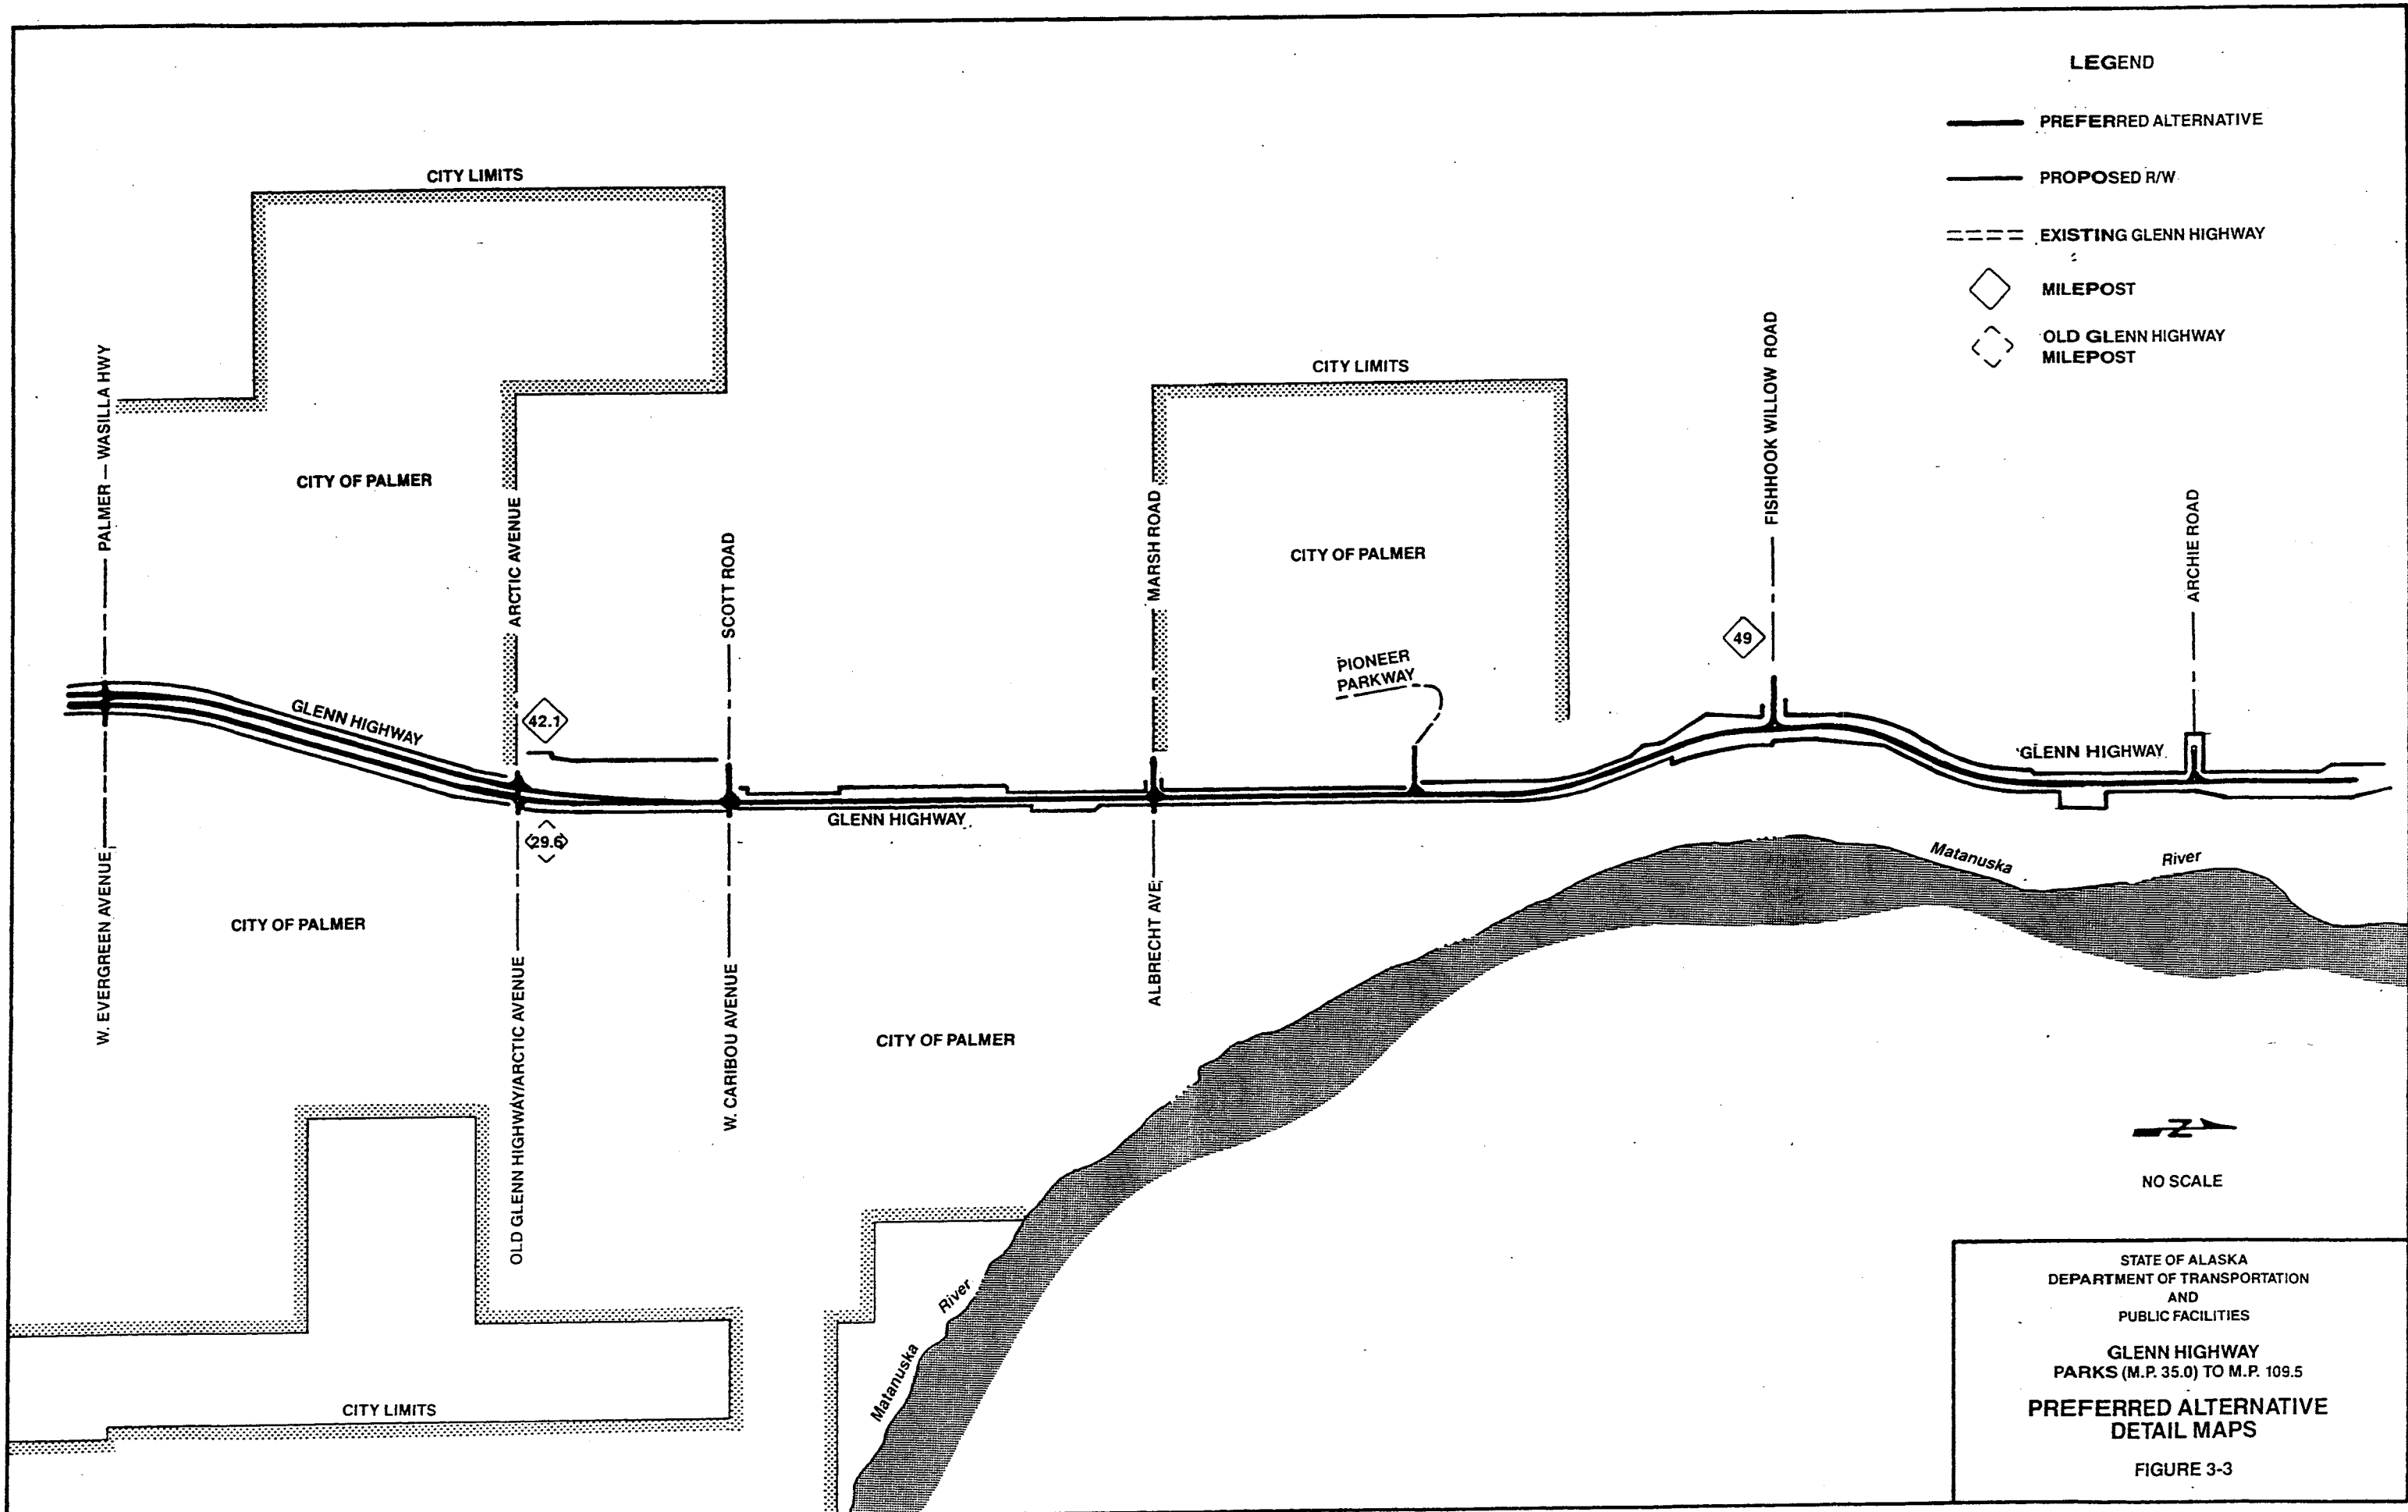 LEGEND
PREFERRED ALTERNATIVE
PROPOSED R/W
EXISTING GLENN HIGHWAY
MILEPOST
OLD GLENN HIGHWAY
MILEPOST
CITY LIMITS
CITY LIMITS
PALMER — WASILLA HWY
CITY OF PALMER
ARCTIC AVENUE
SCOTT ROAD
MARSH ROAD
CITY OF PALMER
FISHHOOK WILLOW ROAD
ARCHIE ROAD
49
PIONEER
PARKWAY
GLENN HIGHWAY
42.1
GLENN HIGHWAY
GLENN HIGHWAY
29.6
Matanuska
River
W. EVERGREEN AVENUE
CITY OF PALMER
OLD GLENN HIGHWAY/ARCTIC AVENUE
W. CARIBOU AVENUE
ALBRECHT AVE
CITY OF PALMER
Matanuska River
CITY LIMITS
N
NO SCALE
STATE OF ALASKA
DEPARTMENT OF TRANSPORTATION
AND
PUBLIC FACILITIES
GLENN HIGHWAY
PARKS (M.P. 35.0) TO M.P. 109.5
PREFERRED ALTERNATIVE
DETAIL MAPS
FIGURE 3-3